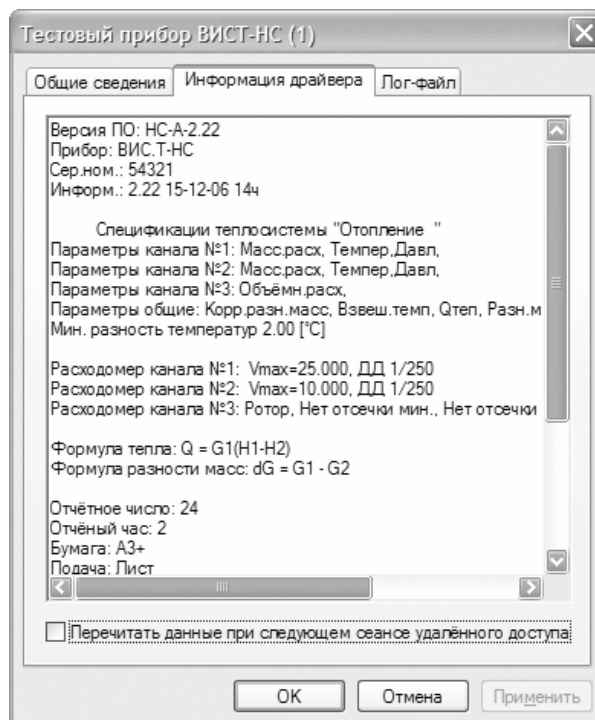 Тестовый прибор ВИСТ-НС (1)
Общие сведения Информация драйвера Лог-файл
Версия ПО: НС-А-2.22
Прибор: ВИС.Т-НС
Сер.ном.: 54321
Информ.: 2.22 15-12-06 14ч
Спецификации теплосистемы "Отопление "
Параметры канала №1: Масс.расх, Темпер,Давл,
Параметры канала №2: Масс.расх, Темпер,Давл,
Параметры канала №3: Объёмн.расх,
Параметры общие: Корр.разн.масс, Взвеш.темп, Qтеп, Разн.м
Мин. разность температур 2.00 [°C]
Расходомер канала №1: Vmax=25.000, ДД 1/250
Расходомер канала №2: Vmax=10.000, ДД 1/250
Расходомер канала №3: Ротор, Нет отсечки мин., Нет отсечки
Формула тепла: Q = G1(H1-H2)
Формула разности масс: dG = G1 - G2
Отчётное число: 24
Отчёный час: 2
Бумага: А3+
Подача: Лист
Перечитать данные при следующем сеансе удалённого доступа
ОК Отмена Применить